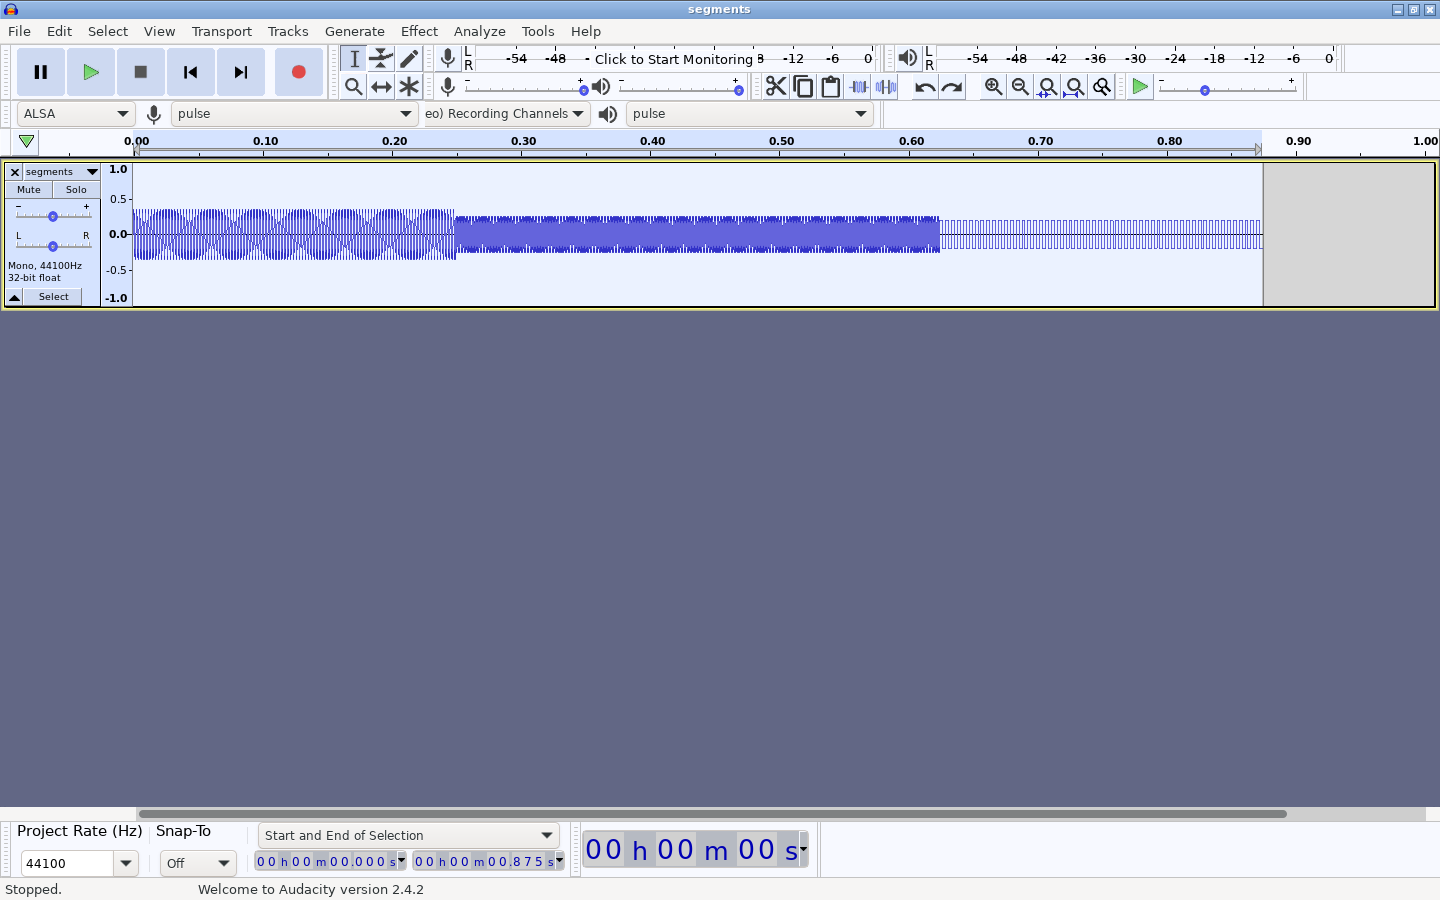 segments
File Edit Select View Transport Tracks Generate Effect Analyze Tools Help
L R -54 -48 - Click to Start Monitoring -12 -6 0
L R -54 -48 -42 -36 -30 -24 -18 -12 -6 0
- + - + - +
ALSA pulse eo) Recording Channels pulse
0.00 0.10 0.20 0.30 0.40 0.50 0.60 0.70 0.80 0.90 1.00
segments
Mute Solo
- +
L R
Mono, 44100Hz
32-bit float
Select
1.0
0.5
0.0
-0.5
-1.0
Project Rate (Hz) Snap-To Start and End of Selection
44100 Off 00 h 00 m 00.000 s 00 h 00 m 00.875 s
00 h 00 m 00 s
Stopped. Welcome to Audacity version 2.4.2